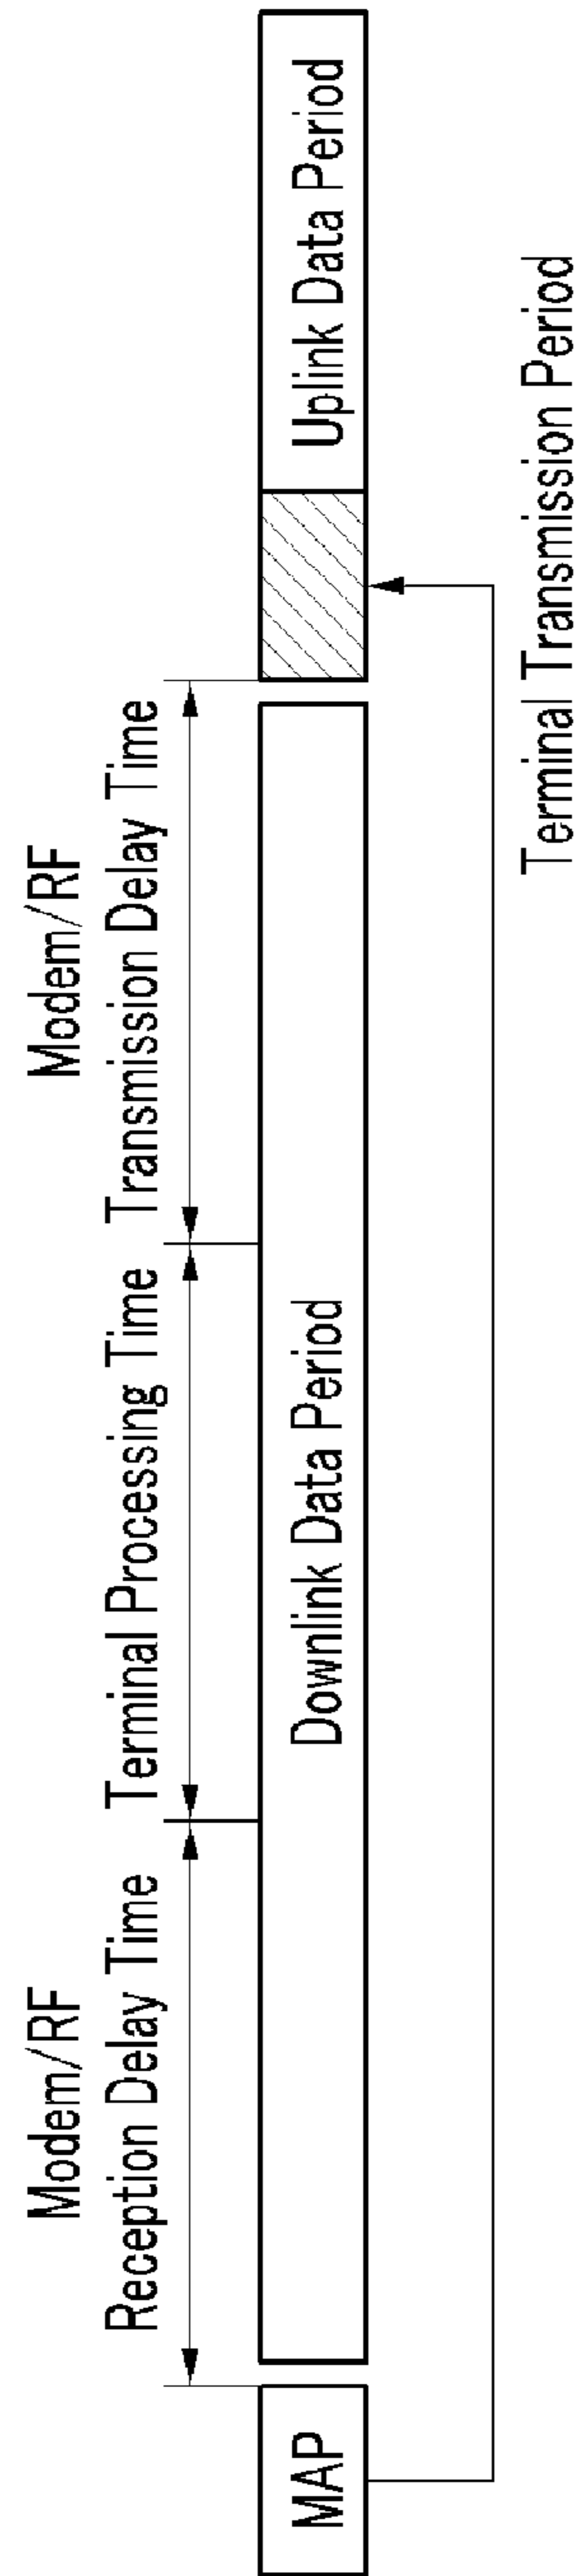 Modem/RF
Reception Delay Time
Terminal Processing Time
Modem/RF
Transmission Delay Time
MAP
Downlink Data Period
Uplink Data Period
Terminal Transmission Period